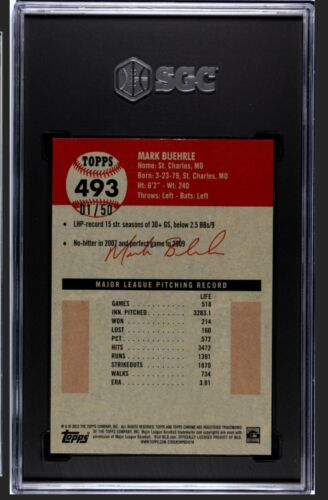 SGC
TOPPS
493
01/50
MARK BUEHRLE
Home: St. Charles, MO
Born: 3-23-79, St. Charles, MO
Ht: 6'2" - Wt: 240
Throws: Left - Bats: Left
• LHP-record 15 str. seasons of 30+ GS, below 2.5 BBs/9
• No-hitter in 2007 and perfect game in 2009
Mark Buehrle
MAJOR LEAGUE PITCHING RECORD
LIFE
GAMES 518
INN. PITCHED 3283.1
WON 214
LOST 160
PCT. .572
HITS 3472
RUNS 1391
STRIKEOUTS 1870
WALKS 734
ERA 3.81
topps